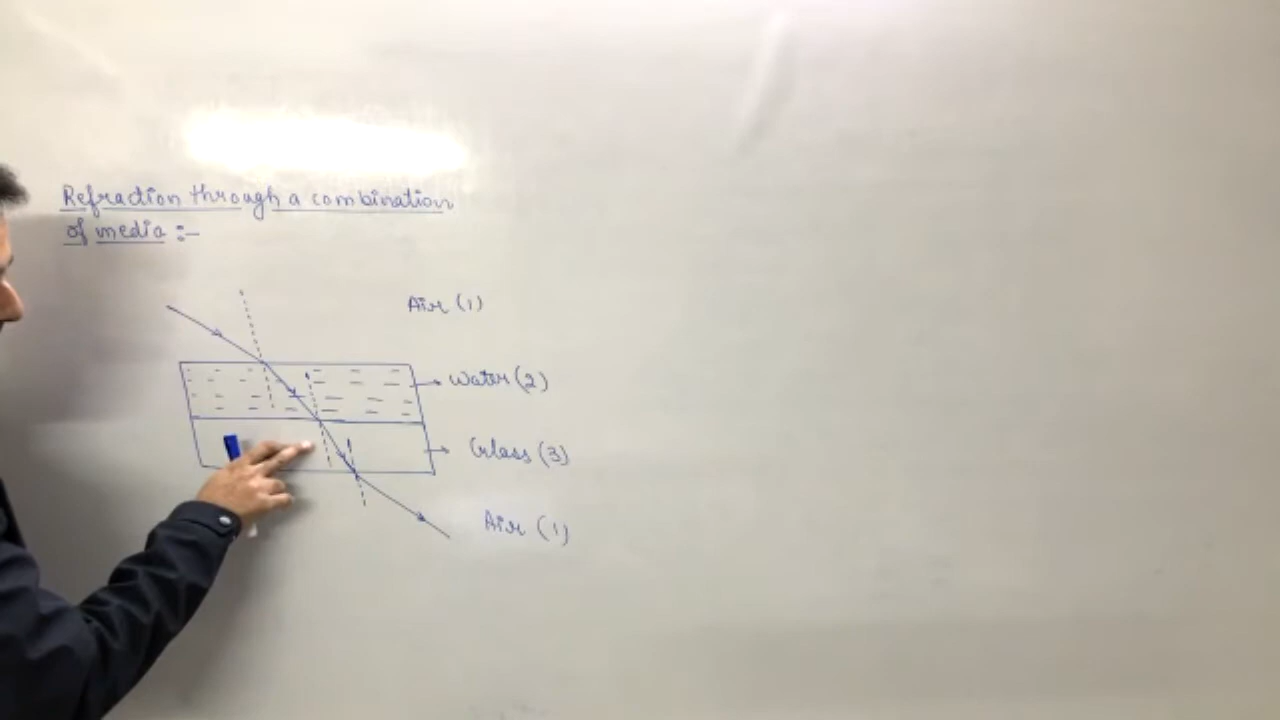 Refraction through a combination
of media :-
Air (1)
Water (2)
Glass (3)
Air (1)